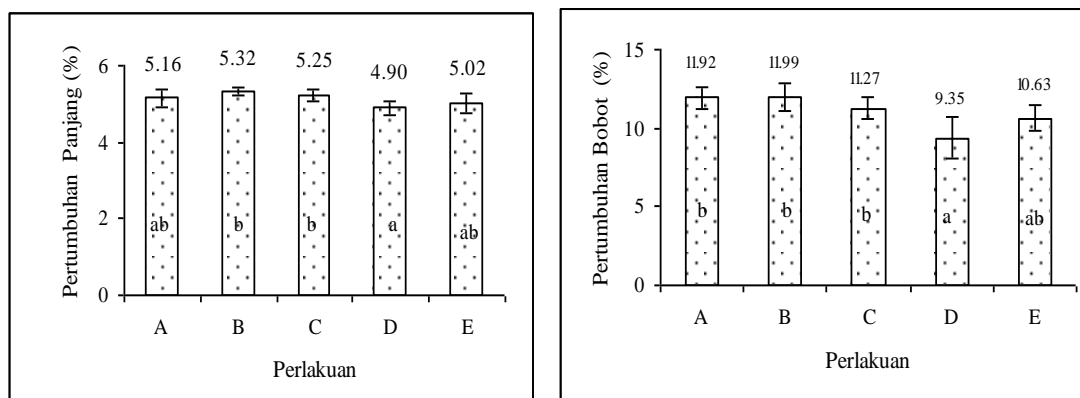 Pertumbuhan Panjang (%)
6
4
2
0
5.16 5.32 5.25 4.90 5.02
ab b b a ab
A B C D E
Perlakuan
Pertumbuhan Bobot (%)
15
10
5
0
11.92 11.99 11.27 9.35 10.63
b b b a ab
A B C D E
Perlakuan